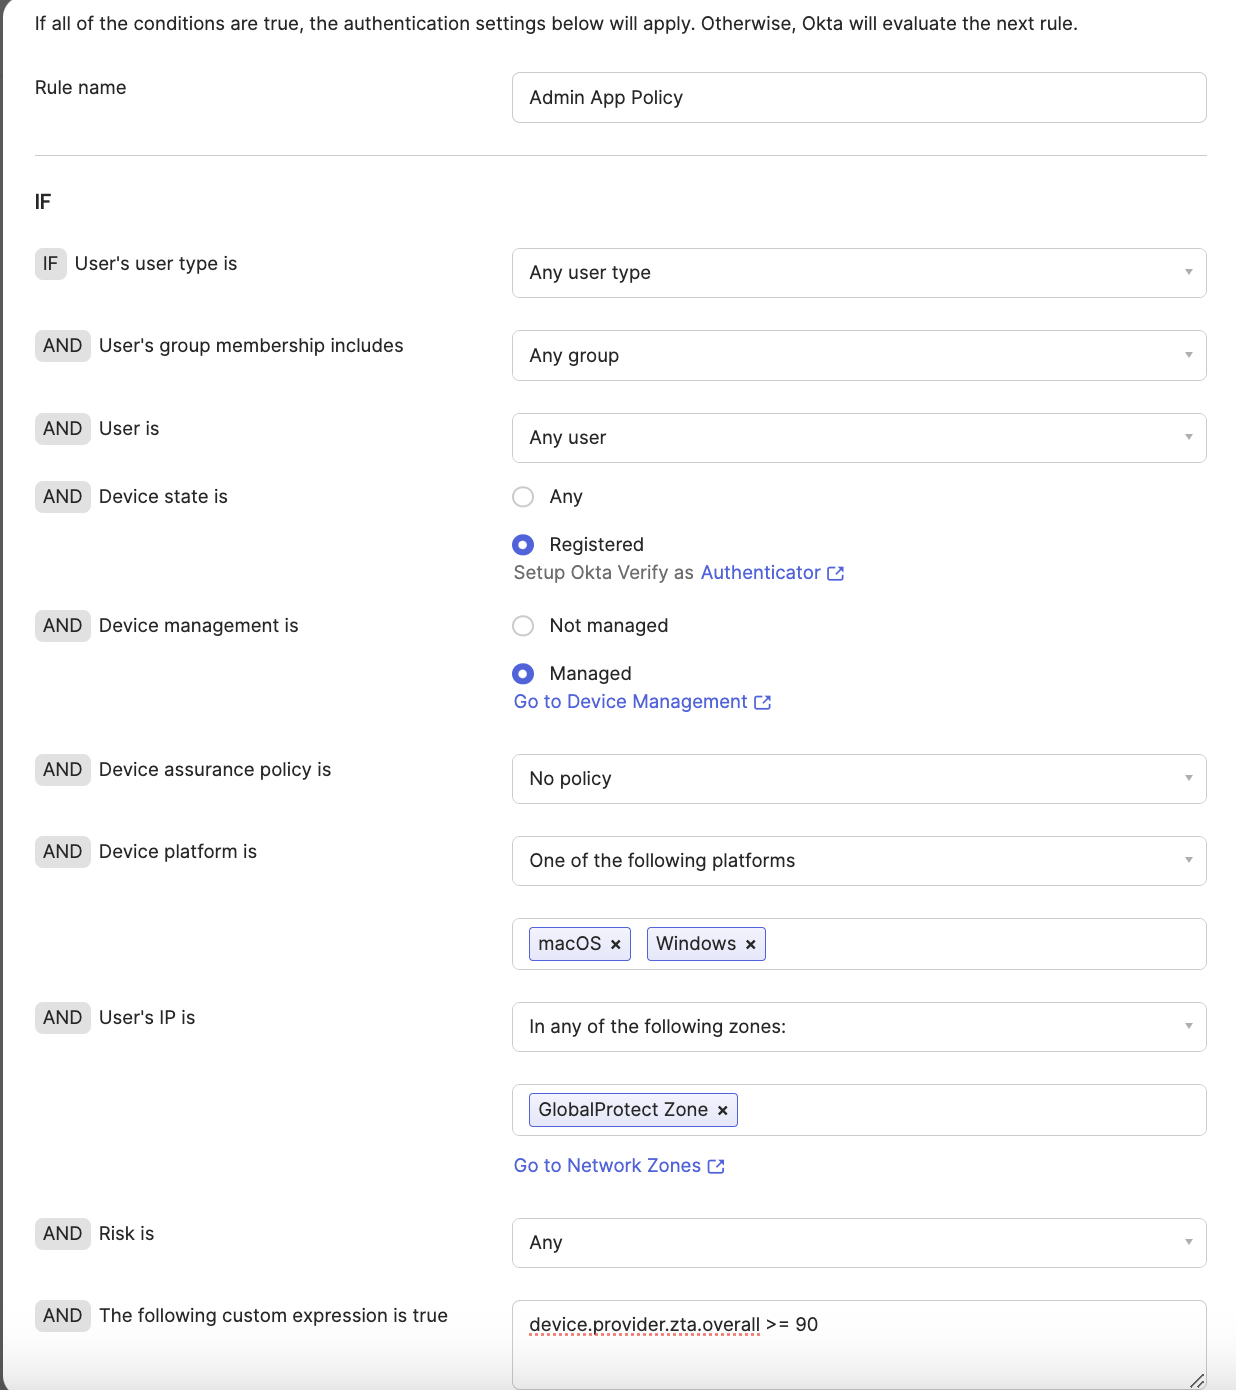 If all of the conditions are true, the authentication settings below will apply. Otherwise, Okta will evaluate the next rule.
Rule name
Admin App Policy
IF
IF User's user type is
Any user type
AND User's group membership includes
Any group
AND User is
Any user
AND Device state is
Any
Registered
Setup Okta Verify as Authenticator
AND Device management is
Not managed
Managed
Go to Device Management
AND Device assurance policy is
No policy
AND Device platform is
One of the following platforms
macOS × Windows ×
AND User's IP is
In any of the following zones:
GlobalProtect Zone ×
Go to Network Zones
AND Risk is
Any
AND The following custom expression is true
device.provider.zta.overall >= 90